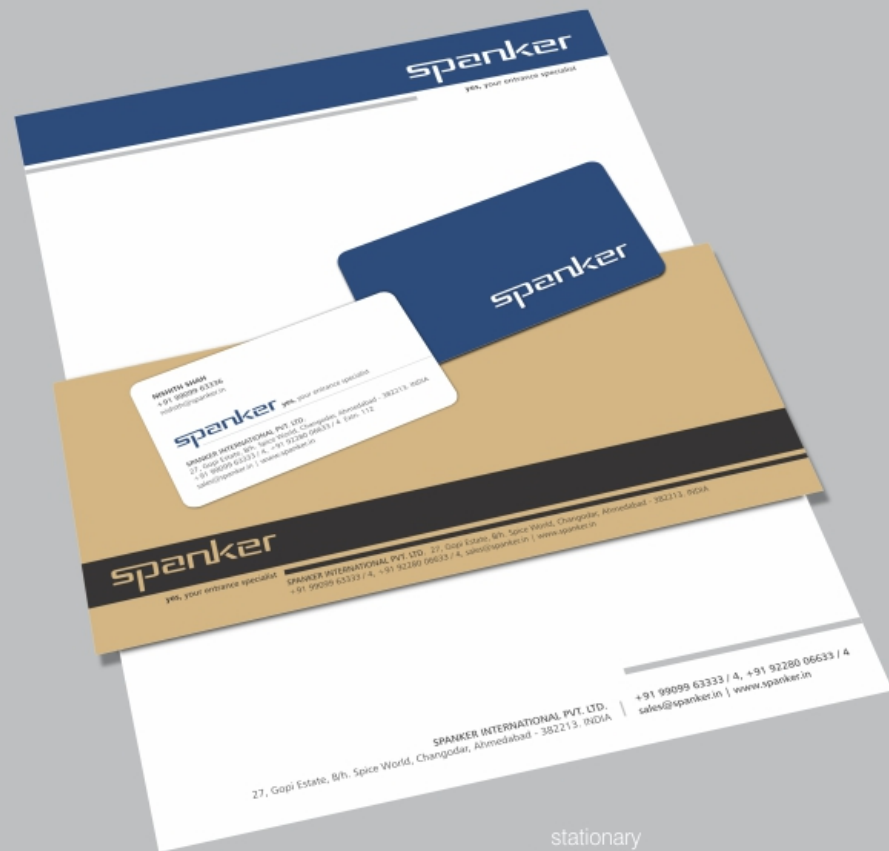 spanker
yes, your entrance specialist
spanker
NISHITH SHAH
+91 99099 63336
nishith@spanker.in
spanker yes, your entrance specialist
SPANKER INTERNATIONAL PVT. LTD.
27, Gopi Estate, B/h. Spice World, Changodar, Ahmedabad - 382213. INDIA
+91 99099 63333 / 4, +91 92280 06633 / 4 Extn: 112
sales@spanker.in | www.spanker.in
spanker
yes, your entrance specialist
SPANKER INTERNATIONAL PVT. LTD. 27, Gopi Estate, B/h. Spice World, Changodar, Ahmedabad - 382213. INDIA
+91 99099 63333 / 4, +91 92280 06633 / 4, sales@spanker.in | www.spanker.in
SPANKER INTERNATIONAL PVT. LTD.
27, Gopi Estate, B/h. Spice World, Changodar, Ahmedabad - 382213. INDIA
+91 99099 63333 / 4, +91 92280 06633 / 4
sales@spanker.in | www.spanker.in
stationary